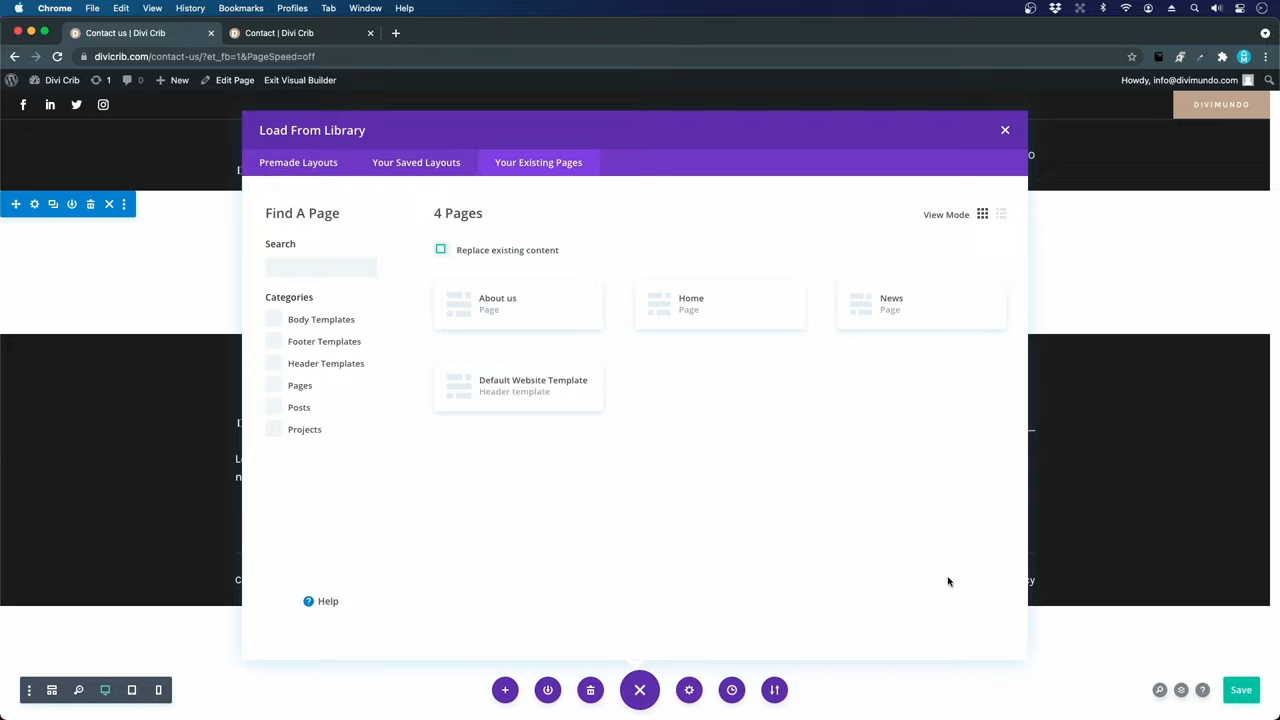 Chrome File Edit View History Bookmarks Profiles Tab Window Help
Contact us | Divi Crib Contact | Divi Crib
divicrib.com/contact-us/?et_fb=1&PageSpeed=off
Divi Crib 1 0 New Edit Page Exit Visual Builder Howdy, info@divimundo.com
DIVIMUNDO
Load From Library
Premade Layouts Your Saved Layouts Your Existing Pages
Find A Page 4 Pages View Mode
Search Replace existing content
Categories
About us
Page
Home
Page
News
Page
Body Templates
Footer Templates
Header Templates
Pages
Posts
Projects
Default Website Template
Header template
Help
Save